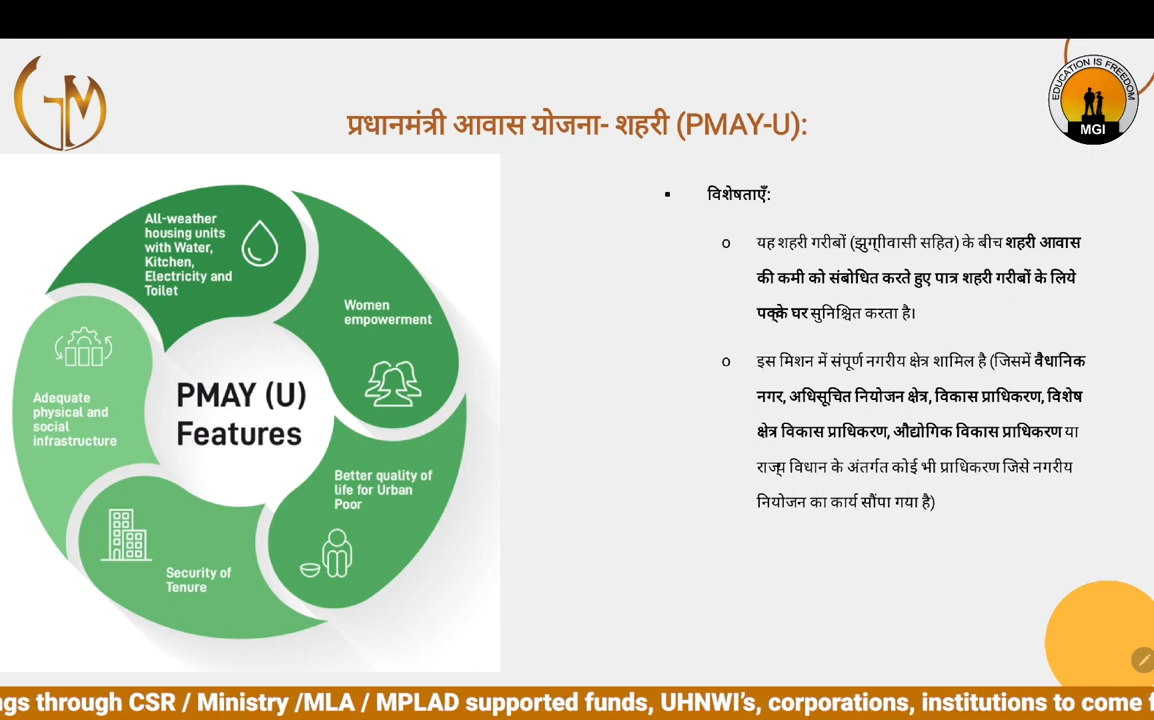 EDUCATION IS FREEDOM
MGI
GM
प्रधानमंत्री आवास योजना- शहरी (PMAY-U):
All-weather
housing units
with Water,
Kitchen,
Electricity and
Toilet
Women
empowerment
Adequate
physical and
social
infrastructure
PMAY (U)
Features
Better quality of
life for Urban
Poor
Security of
Tenure
▪ विशेषताएँ:
o यह शहरी गरीबों (झुग्गीवासी सहित) के बीच शहरी आवास
की कमी को संबोधित करते हुए पात्र शहरी गरीबों के लिये
पक्के घर सुनिश्चित करता है।
o इस मिशन में संपूर्ण नगरीय क्षेत्र शामिल है (जिसमें वैधानिक
नगर, अधिसूचित नियोजन क्षेत्र, विकास प्राधिकरण, विशेष
क्षेत्र विकास प्राधिकरण, औद्योगिक विकास प्राधिकरण या
राज्य विधान के अंतर्गत कोई भी प्राधिकरण जिसे नगरीय
नियोजन का कार्य सौंपा गया है)
ngs through CSR / Ministry /MLA / MPLAD supported funds, UHNWI's, corporations, institutions to come f